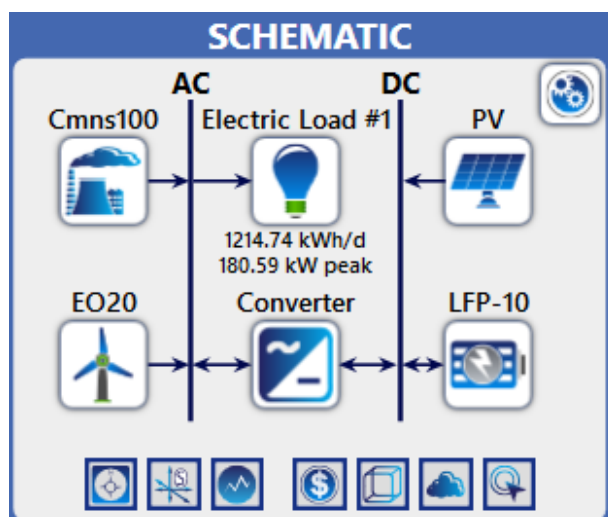 SCHEMATIC
AC DC
Cmns100 Electric Load #1 PV
1214.74 kWh/d
180.59 kW peak
EO20 Converter LFP-10